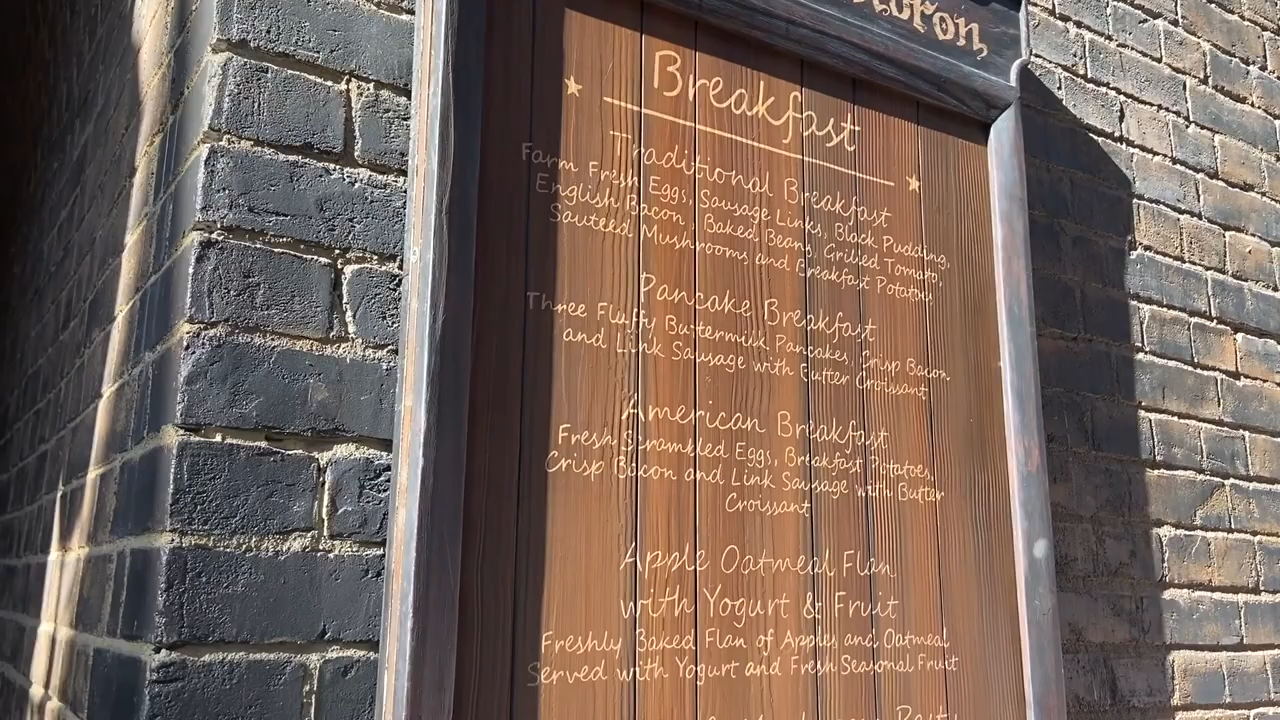 Breakfast
Traditional Breakfast
Farm Fresh Eggs, Sausage Links, Black Pudding,
English Bacon, Baked Beans, Grilled Tomato,
Sauteed Mushrooms and Breakfast Potatoes
Pancake Breakfast
Three Fluffy Buttermilk Pancakes, Crisp Bacon
and Link Sausage with Butter Croissant
American Breakfast
Fresh Scrambled Eggs, Breakfast Potatoes,
Crisp Bacon and Link Sausage with Butter
Croissant
Apple Oatmeal Flan
with Yogurt & Fruit
Freshly Baked Flan of Apples and Oatmeal
Served with Yogurt and Fresh Seasonal Fruit